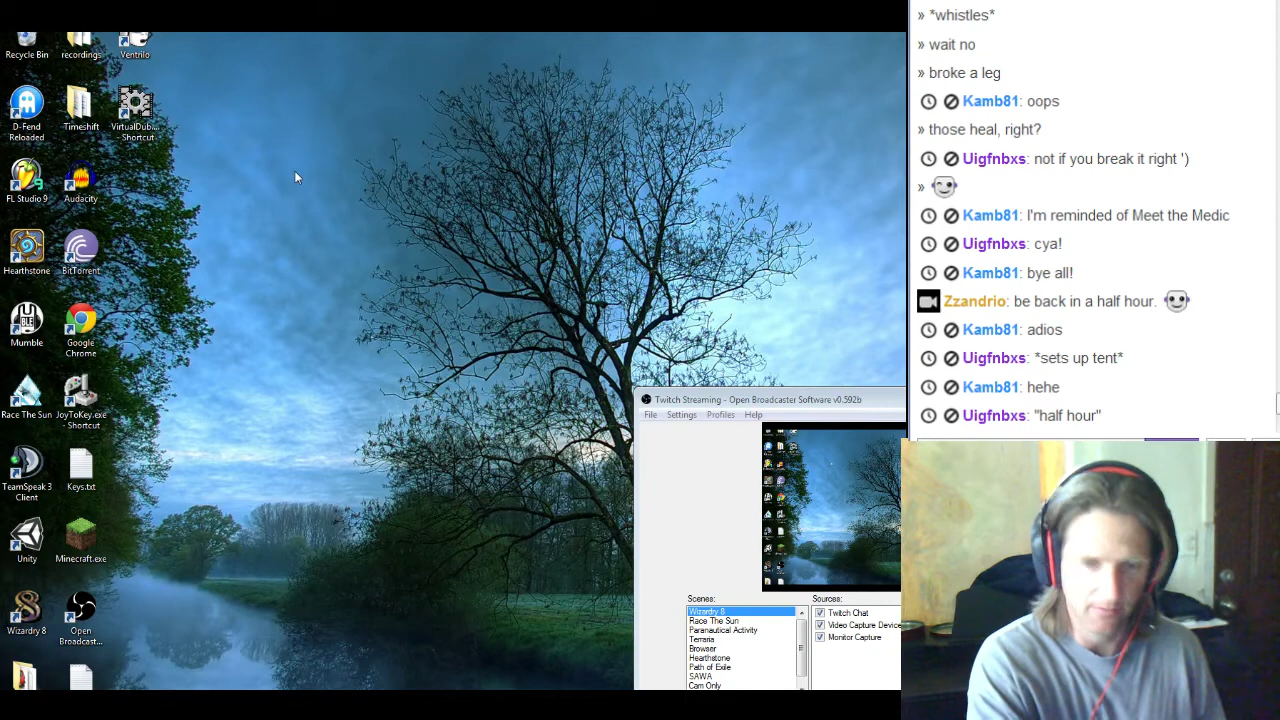 Recycle Bin
recordings
Ventrilo
D-Fend Reloaded
Timeshift
VirtualDub... - Shortcut
FL Studio 9
Audacity
Hearthstone
BitTorrent
Mumble
Google Chrome
Race The Sun
JoyToKey.exe - Shortcut
TeamSpeak 3 Client
Keys.txt
Unity
Minecraft.exe
Wizardry 8
Open Broadcast...
Twitch Streaming - Open Broadcaster Software v0.592b
File Settings Profiles Help
Scenes:
Wizardry 8
Race The Sun
Paranautical Activity
Terraria
Browser
Hearthstone
Path of Exile
SAWA
Cam Only
Sources:
Twitch Chat
Video Capture Device
Monitor Capture
» *whistles*
» wait no
» broke a leg
Kamb81: oops
» those heal, right?
Uigfnbxs: not if you break it right ')
»
Kamb81: I'm reminded of Meet the Medic
Uigfnbxs: cya!
Kamb81: bye all!
Zzandrio: be back in a half hour.
Kamb81: adios
Uigfnbxs: *sets up tent*
Kamb81: hehe
Uigfnbxs: "half hour"